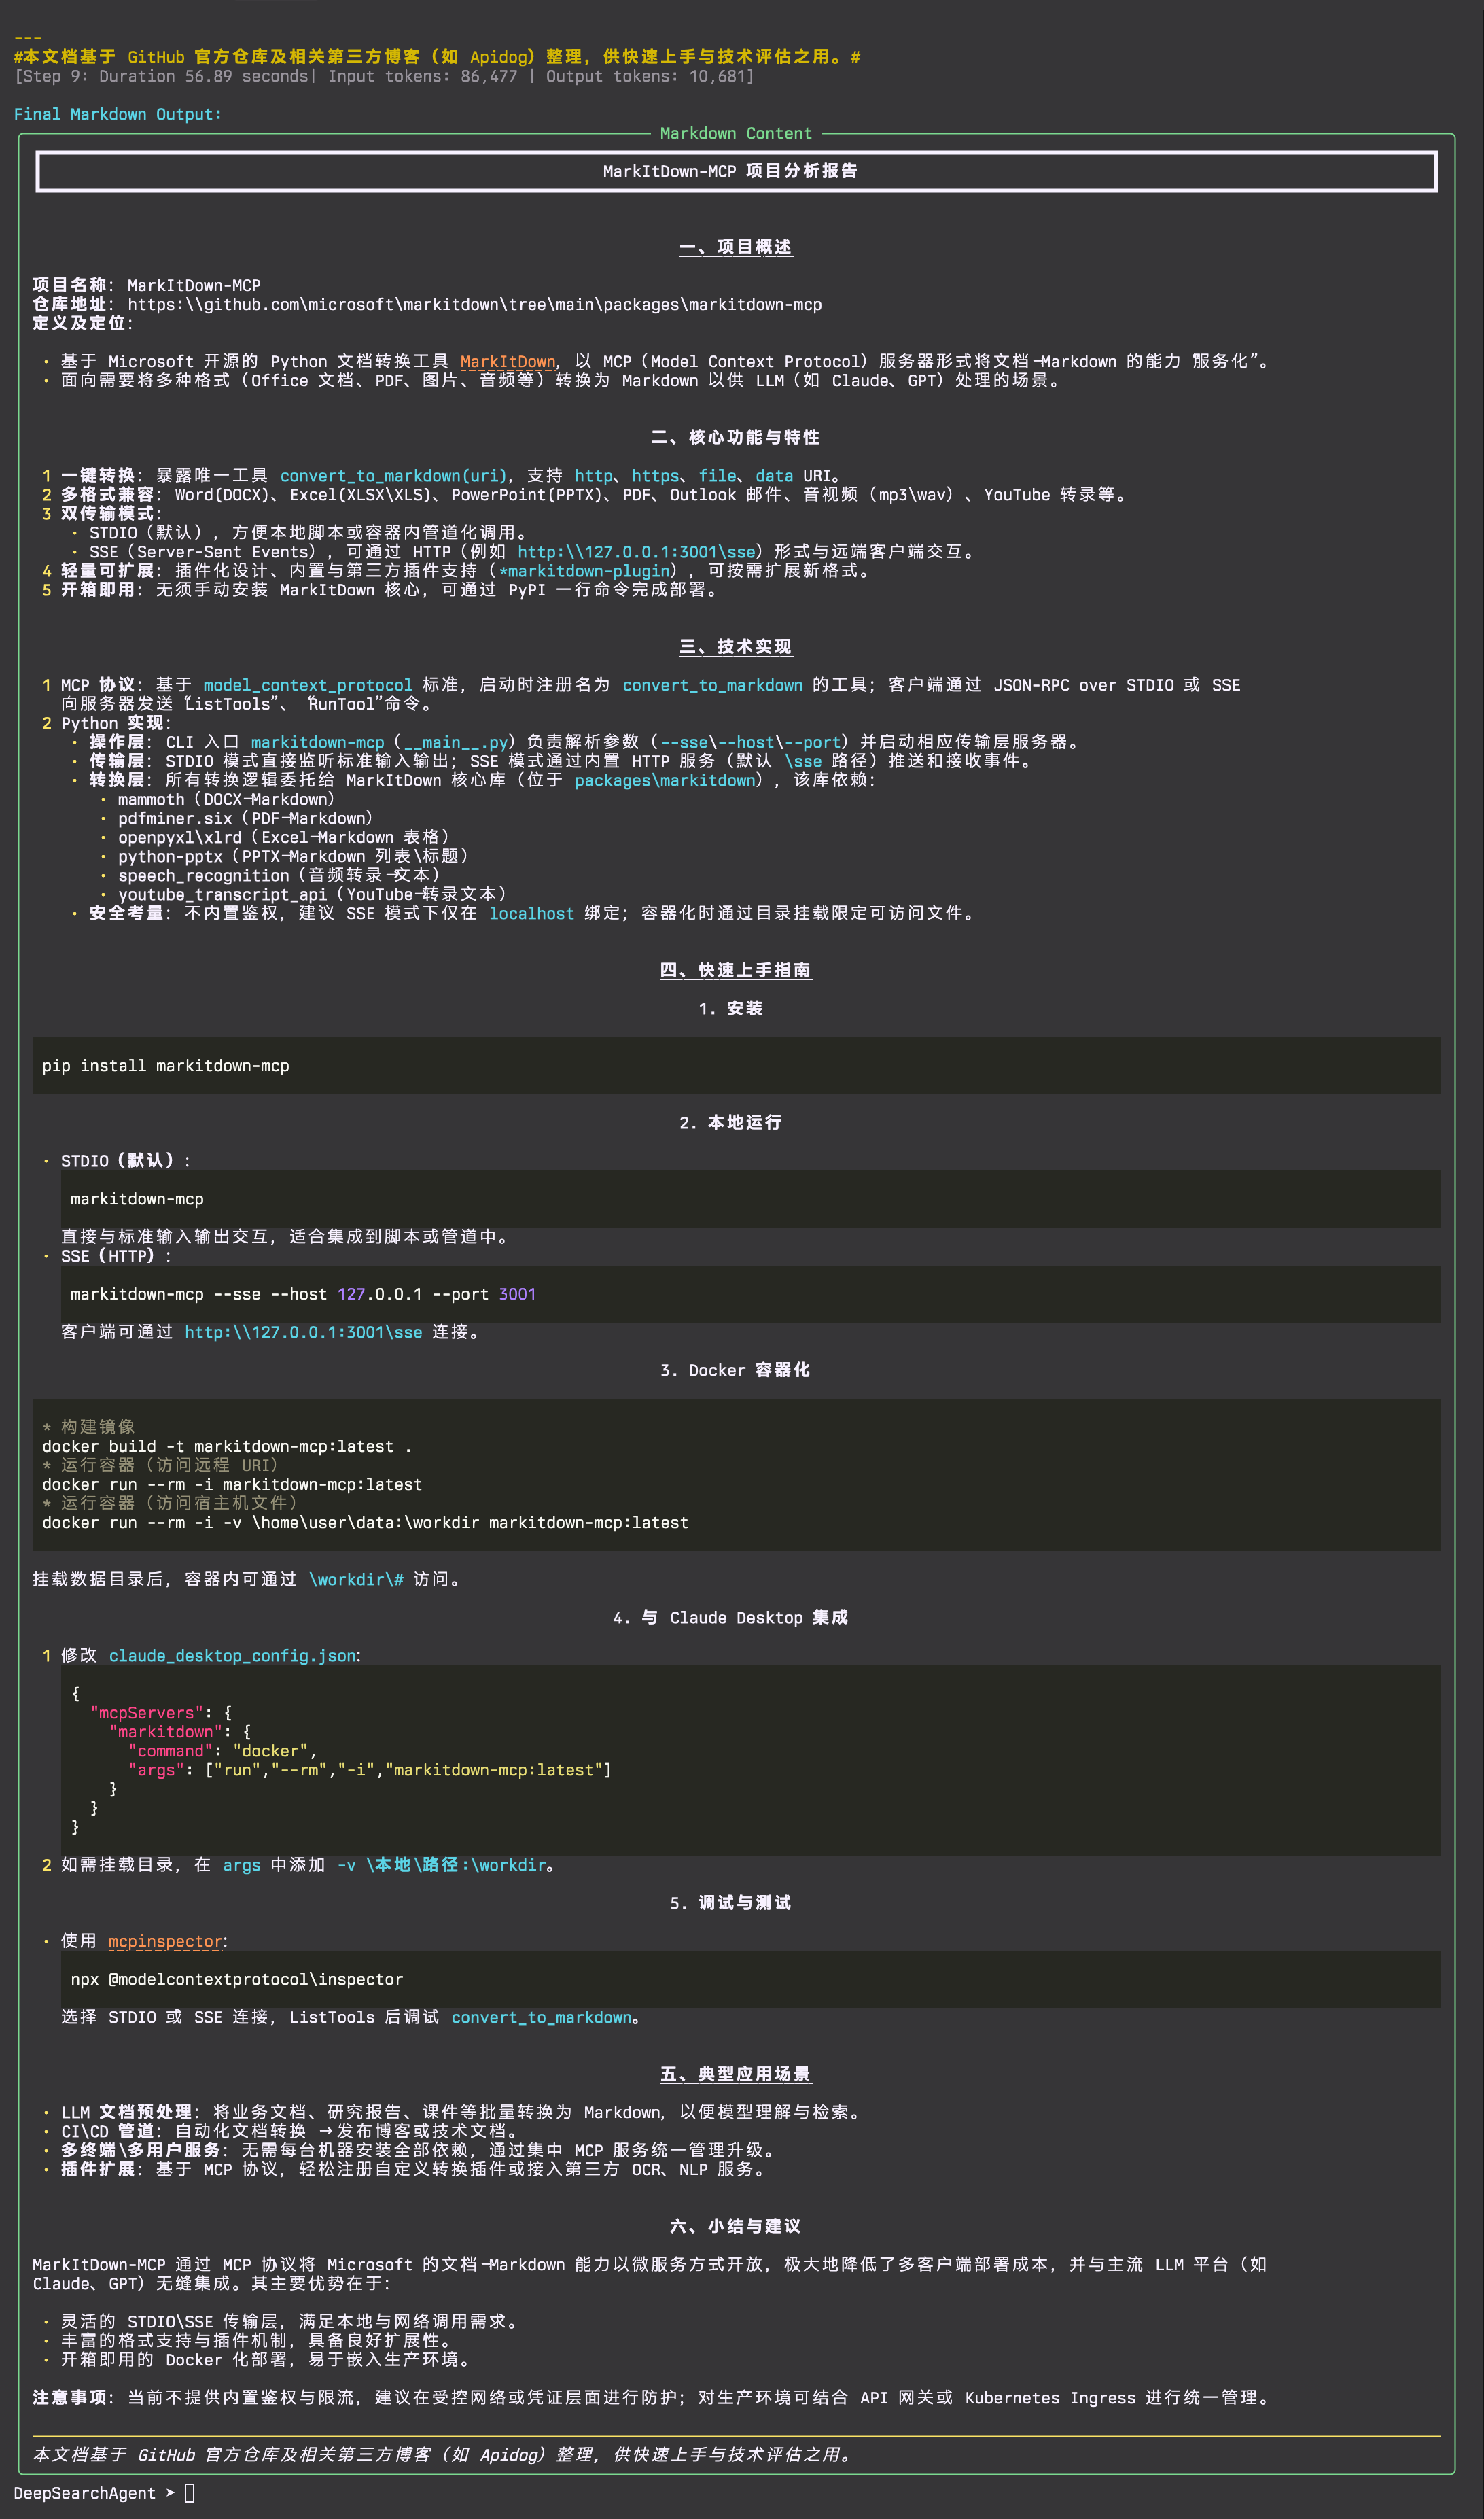 ---
#本文档基于 GitHub 官方仓库及相关第三方博客（如 Apidog）整理，供快速上手与技术评估之用。#
[Step 9: Duration 56.89 seconds| Input tokens: 86,477 | Output tokens: 10,681]
Final Markdown Output:
Markdown Content
MarkItDown-MCP 项目分析报告
一、项目概述
项目名称: MarkItDown-MCP
仓库地址: https:\\github.com\microsoft\markitdown\tree\main\packages\markitdown-mcp
定义及定位:
• 基于 Microsoft 开源的 Python 文档转换工具 MarkItDown，以 MCP（Model Context Protocol）服务器形式将文档→Markdown 的能力“服务化”。
• 面向需要将多种格式（Office 文档、PDF、图片、音频等）转换为 Markdown 以供 LLM（如 Claude、GPT）处理的场景。
二、核心功能与特性
1 一键转换: 暴露唯一工具 convert_to_markdown(uri)，支持 http、https、file、data URI。
2 多格式兼容: Word(DOCX)、Excel(XLSX\XLS)、PowerPoint(PPTX)、PDF、Outlook 邮件、音视频（mp3\wav）、YouTube 转录等。
3 双传输模式:
• STDIO（默认），方便本地脚本或容器内管道化调用。
• SSE（Server-Sent Events），可通过 HTTP（例如 http:\\127.0.0.1:3001\sse）形式与远端客户端交互。
4 轻量可扩展: 插件化设计、内置与第三方插件支持（*markitdown-plugin），可按需扩展新格式。
5 开箱即用: 无须手动安装 MarkItDown 核心，可通过 PyPI 一行命令完成部署。
三、技术实现
1 MCP 协议: 基于 model_context_protocol 标准，启动时注册名为 convert_to_markdown 的工具；客户端通过 JSON-RPC over STDIO 或 SSE
向服务器发送“ListTools”、“RunTool”命令。
2 Python 实现:
• 操作层: CLI 入口 markitdown-mcp（__main__.py）负责解析参数（--sse\--host\--port）并启动相应传输层服务器。
• 传输层: STDIO 模式直接监听标准输入输出；SSE 模式通过内置 HTTP 服务（默认 \sse 路径）推送和接收事件。
• 转换层: 所有转换逻辑委托给 MarkItDown 核心库（位于 packages\markitdown），该库依赖:
• mammoth（DOCX→Markdown）
• pdfminer.six（PDF→Markdown）
• openpyxl\xlrd（Excel→Markdown 表格）
• python-pptx（PPTX→Markdown 列表\标题）
• speech_recognition（音频转录→文本）
• youtube_transcript_api（YouTube→转录文本）
• 安全考量: 不内置鉴权，建议 SSE 模式下仅在 localhost 绑定；容器化时通过目录挂载限定可访问文件。
四、快速上手指南
1. 安装
pip install markitdown-mcp
2. 本地运行
• STDIO（默认）:
markitdown-mcp
直接与标准输入输出交互，适合集成到脚本或管道中。
• SSE（HTTP）:
markitdown-mcp --sse --host 127.0.0.1 --port 3001
客户端可通过 http:\\127.0.0.1:3001\sse 连接。
3. Docker 容器化
* 构建镜像
docker build -t markitdown-mcp:latest .
* 运行容器（访问远程 URI）
docker run --rm -i markitdown-mcp:latest
* 运行容器（访问宿主机文件）
docker run --rm -i -v \home\user\data:\workdir markitdown-mcp:latest
挂载数据目录后，容器内可通过 \workdir\# 访问。
4. 与 Claude Desktop 集成
1 修改 claude_desktop_config.json:
{
"mcpServers": {
"markitdown": {
"command": "docker",
"args": ["run","--rm","-i","markitdown-mcp:latest"]
}
}
}
2 如需挂载目录，在 args 中添加 -v \本地\路径:\workdir。
5. 调试与测试
• 使用 mcpinspector:
npx @modelcontextprotocol\inspector
选择 STDIO 或 SSE 连接，ListTools 后调试 convert_to_markdown。
五、典型应用场景
• LLM 文档预处理: 将业务文档、研究报告、课件等批量转换为 Markdown，以便模型理解与检索。
• CI\CD 管道: 自动化文档转换 →发布博客或技术文档。
• 多终端\多用户服务: 无需每台机器安装全部依赖，通过集中 MCP 服务统一管理升级。
• 插件扩展: 基于 MCP 协议，轻松注册自定义转换插件或接入第三方 OCR、NLP 服务。
六、小结与建议
MarkItDown-MCP 通过 MCP 协议将 Microsoft 的文档→Markdown 能力以微服务方式开放，极大地降低了多客户端部署成本，并与主流 LLM 平台（如
Claude、GPT）无缝集成。其主要优势在于:
• 灵活的 STDIO\SSE 传输层，满足本地与网络调用需求。
• 丰富的格式支持与插件机制，具备良好扩展性。
• 开箱即用的 Docker 化部署，易于嵌入生产环境。
注意事项: 当前不提供内置鉴权与限流，建议在受控网络或凭证层面进行防护；对生产环境可结合 API 网关或 Kubernetes Ingress 进行统一管理。
本文档基于 GitHub 官方仓库及相关第三方博客（如 Apidog）整理，供快速上手与技术评估之用。
DeepSearchAgent ➤